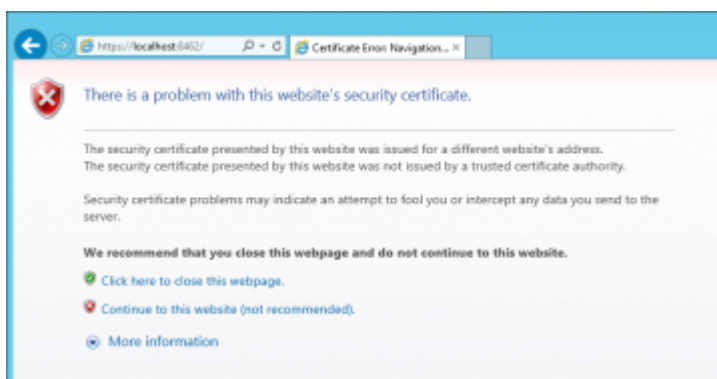 https://localhost:8462/
Certificate Error: Navigation... ×
There is a problem with this website's security certificate.
The security certificate presented by this website was issued for a different website's address.
The security certificate presented by this website was not issued by a trusted certificate authority.
Security certificate problems may indicate an attempt to fool you or intercept any data you send to the
server.
We recommend that you close this webpage and do not continue to this website.
Click here to close this webpage.
Continue to this website (not recommended).
More information